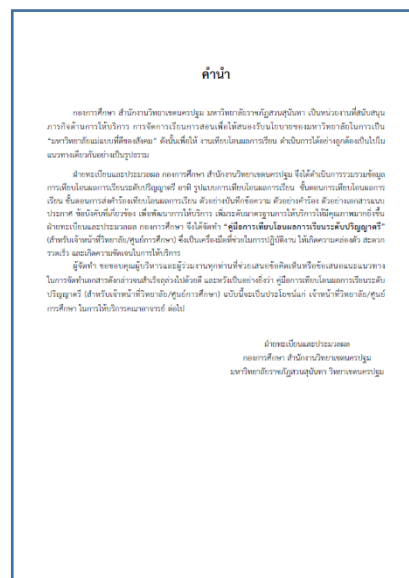 คำนำ
กองการศึกษา สำนักงานวิทยาเขตนครปฐม มหาวิทยาลัยราชภัฏสวนสุนันทา เป็นหน่วยงานที่สนับสนุน
ภารกิจด้านการให้บริการ การจัดการเรียนการสอนเพื่อให้สนองรับนโยบายของมหาวิทยาลัยในการเป็น
"มหาวิทยาลัยแม่แบบที่ดีของสังคม" ดังนั้นเพื่อให้ งานเทียบโอนผลการเรียน ดำเนินการได้อย่างถูกต้องเป็นไปใน
แนวทางเดียวกันอย่างเป็นรูปธรรม
ฝ่ายทะเบียนและประมวลผล กองการศึกษา สำนักงานวิทยาเขตนครปฐม จึงได้ดำเนินการรวบรวมข้อมูล
การเทียบโอนผลการเรียนระดับปริญญาตรี อาทิ รูปแบบการเทียบโอนผลการเรียน ขั้นตอนการเทียบโอนผลการ
เรียน ขั้นตอนการส่งคำร้องเทียบโอนผลการเรียน ตัวอย่างบันทึกข้อความ ตัวอย่างคำร้อง ตัวอย่างเอกสารแนบ
ประกาศ ข้อบังคับที่เกี่ยวข้อง เพื่อพัฒนาการให้บริการ เพิ่มระดับมาตรฐานการให้บริการให้มีคุณภาพมากยิ่งขึ้น
ฝ่ายทะเบียนและประมวลผล กองการศึกษา จึงได้จัดทำ "คู่มือการเทียบโอนผลการเรียนระดับปริญญาตรี"
(สำหรับเจ้าหน้าที่วิทยาลัย/ศูนย์การศึกษา) ซึ่งเป็นเครื่องมือที่ช่วยในการปฏิบัติงาน ให้เกิดความคล่องตัว สะดวก
รวดเร็ว และเกิดความชัดเจนในการให้บริการ
ผู้จัดทำ ขอขอบคุณผู้บริหารและผู้ร่วมงานทุกท่านที่ช่วยเสนอข้อคิดเห็นหรือข้อเสนอแนะแนวทาง
ในการจัดทำเอกสารดังกล่าวจนสำเร็จลุล่วงไปด้วยดี และหวังเป็นอย่างยิ่งว่า คู่มือการเทียบโอนผลการเรียนระดับ
ปริญญาตรี (สำหรับเจ้าหน้าที่วิทยาลัย/ศูนย์การศึกษา) ฉบับนี้จะเป็นประโยชน์แก่ เจ้าหน้าที่วิทยาลัย/ศูนย์
การศึกษา ในการให้บริการคณาจารย์ ต่อไป
ฝ่ายทะเบียนและประมวลผล
กองการศึกษา สำนักงานวิทยาเขตนครปฐม
มหาวิทยาลัยราชภัฏสวนสุนันทา วิทยาเขตนครปฐม